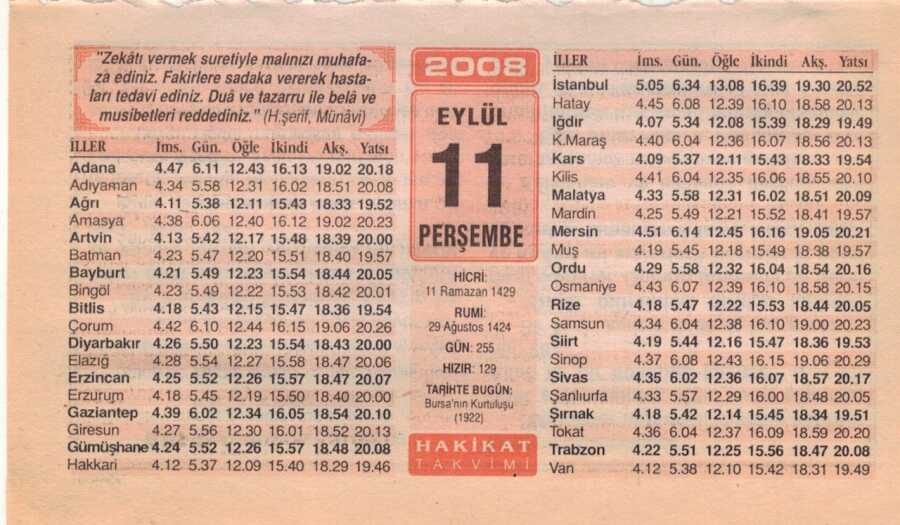 "Zekâtı vermek suretiyle malınızı muhafa-
za ediniz. Fakirlere sadaka vererek hasta-
ları tedavi ediniz. Duâ ve tazarru ile belâ ve
musibetleri reddediniz." (H.şerif, Münâvi)
İLLER İms. Gün. Öğle İkindi Akş. Yatsı
Adana 4.47 6.11 12.43 16.13 19.02 20.18
Adıyaman 4.34 5.58 12.31 16.02 18.51 20.08
Ağrı 4.11 5.38 12.11 15.43 18.33 19.52
Amasya 4.38 6.06 12.40 16.12 19.02 20.23
Artvin 4.13 5.42 12.17 15.48 18.39 20.00
Batman 4.23 5.47 12.20 15.51 18.40 19.57
Bayburt 4.21 5.49 12.23 15.54 18.44 20.05
Bingöl 4.23 5.49 12.22 15.53 18.42 20.01
Bitlis 4.18 5.43 12.15 15.47 18.36 19.54
Çorum 4.42 6.10 12.44 16.15 19.06 20.26
Diyarbakır 4.26 5.50 12.23 15.54 18.43 20.00
Elazığ 4.28 5.54 12.27 15.58 18.47 20.06
Erzincan 4.25 5.52 12.26 15.57 18.47 20.07
Erzurum 4.18 5.45 12.19 15.50 18.40 20.00
Gaziantep 4.39 6.02 12.34 16.05 18.54 20.10
Giresun 4.27 5.56 12.30 16.01 18.52 20.13
Gümüşhane 4.24 5.52 12.26 15.57 18.48 20.08
Hakkari 4.12 5.37 12.09 15.40 18.29 19.46
2008
EYLÜL
11
PERŞEMBE
HİCRİ:
11 Ramazan 1429
RUMİ:
29 Ağustos 1424
GÜN: 255
HIZIR: 129
TARİHTE BUGÜN:
Bursa'nın Kurtuluşu
(1922)
HAKİKAT
TAKVİMİ
İLLER İms. Gün. Öğle İkindi Akş. Yatsı
İstanbul 5.05 6.34 13.08 16.39 19.30 20.52
Hatay 4.45 6.08 12.39 16.10 18.58 20.13
Iğdır 4.07 5.34 12.08 15.39 18.29 19.49
K.Maraş 4.40 6.04 12.36 16.07 18.56 20.13
Kars 4.09 5.37 12.11 15.43 18.33 19.54
Kilis 4.41 6.04 12.35 16.06 18.55 20.10
Malatya 4.33 5.58 12.31 16.02 18.51 20.09
Mardin 4.25 5.49 12.21 15.52 18.41 19.57
Mersin 4.51 6.14 12.45 16.16 19.05 20.21
Muş 4.19 5.45 12.18 15.49 18.38 19.57
Ordu 4.29 5.58 12.32 16.04 18.54 20.16
Osmaniye 4.43 6.07 12.39 16.10 18.58 20.15
Rize 4.18 5.47 12.22 15.53 18.44 20.05
Samsun 4.34 6.04 12.38 16.10 19.00 20.23
Siirt 4.19 5.44 12.16 15.47 18.36 19.53
Sinop 4.37 6.08 12.43 16.15 19.06 20.29
Sivas 4.35 6.02 12.36 16.07 18.57 20.17
Şanlıurfa 4.33 5.57 12.29 16.00 18.48 20.05
Şırnak 4.18 5.42 12.14 15.45 18.34 19.51
Tokat 4.36 6.04 12.37 16.09 18.59 20.20
Trabzon 4.22 5.51 12.25 15.56 18.47 20.08
Van 4.12 5.38 12.10 15.42 18.31 19.49